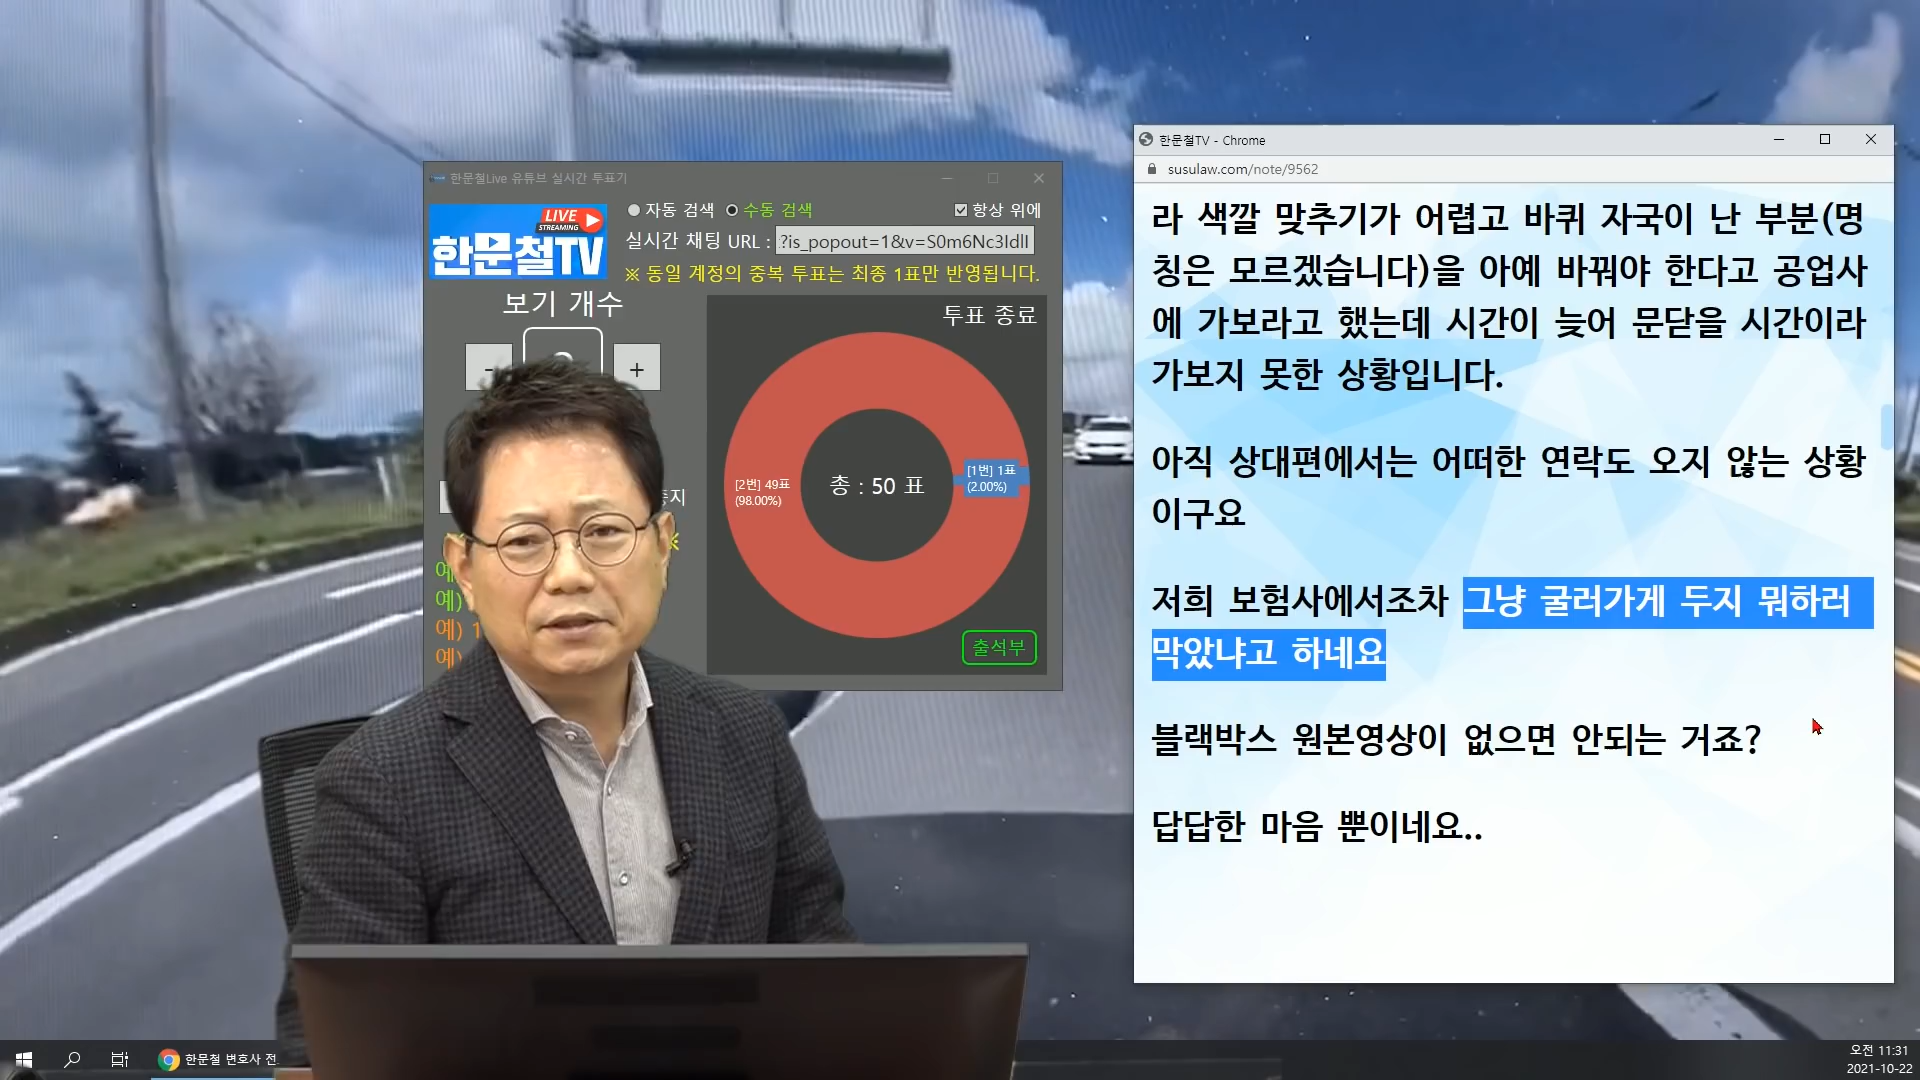 한문철Live 유튜브 실시간 투표기
LIVE
STREAMING
한문철TV
자동 검색
수동 검색
항상 위에
실시간 채팅 URL :
?is_popout=1&v=S0m6Nc3IdlI
※ 동일 계정의 중복 투표는 최종 1표만 반영됩니다.
보기 개수
-
+
투표 종료
[2번] 49표
(98.00%)
총 : 50 표
[1번] 1표
(2.00%)
※
예)
예) 1
예)
출석부
한문철TV - Chrome
susulaw.com/note/9562
라 색깔 맞추기가 어렵고 바퀴 자국이 난 부분(명
칭은 모르겠습니다)을 아예 바꿔야 한다고 공업사
에 가보라고 했는데 시간이 늦어 문닫을 시간이라
가보지 못한 상황입니다.
아직 상대편에서는 어떠한 연락도 오지 않는 상황
이구요
저희 보험사에서조차 그냥 굴러가게 두지 뭐하러
막았냐고 하네요
블랙박스 원본영상이 없으면 안되는 거죠?
답답한 마음 뿐이네요..
한문철 변호사 전
오전 11:31
2021-10-22